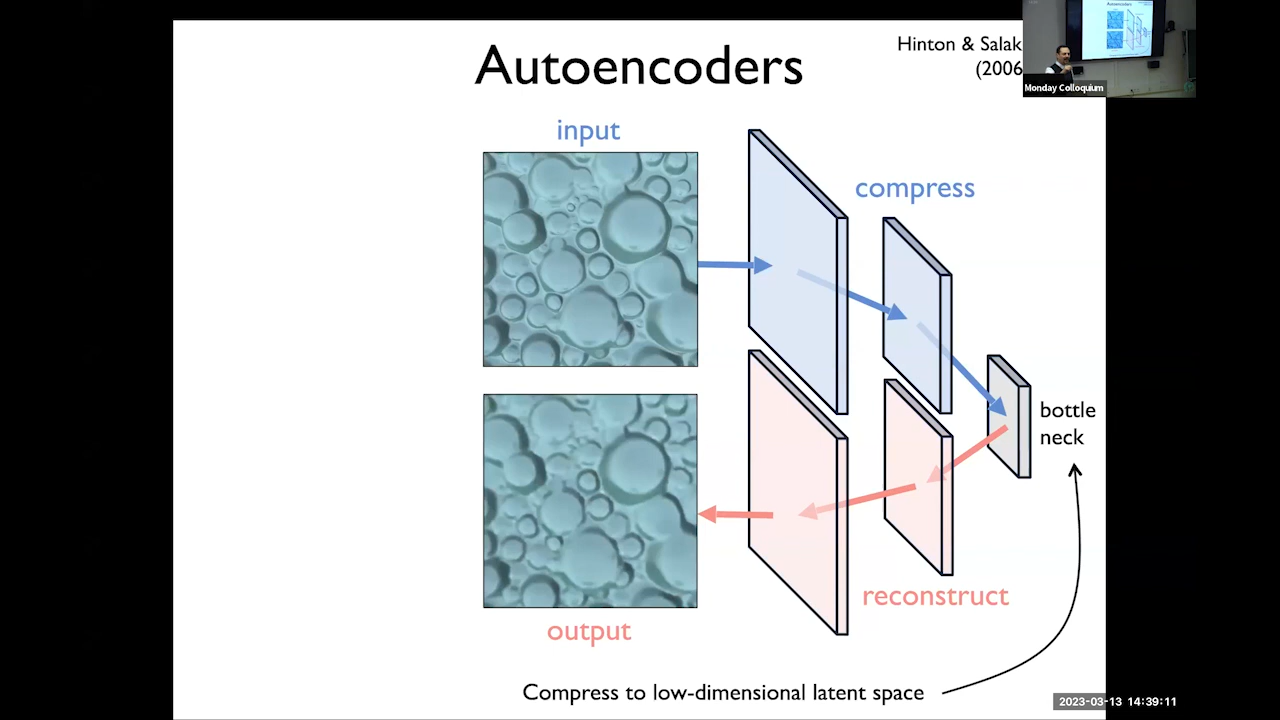 Autoencoders
Hinton & Salak
(2006
Monday Colloquium
input
compress
bottle
neck
reconstruct
output
Compress to low-dimensional latent space
2023-03-13 14:39:11